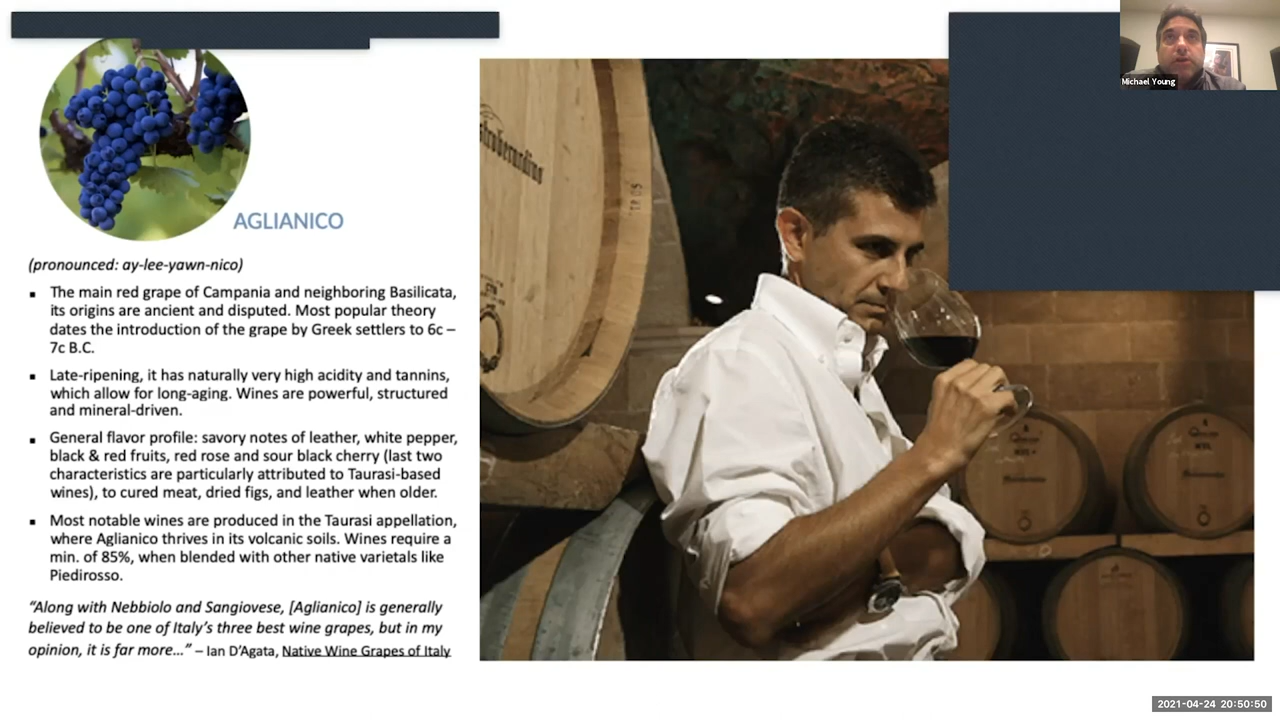 Michael Young
AGLIANICO
(pronounced: ay-lee-yawn-nico)
▪ The main red grape of Campania and neighboring Basilicata,
its origins are ancient and disputed. Most popular theory
dates the introduction of the grape by Greek settlers to 6c –
7c B.C.
▪ Late-ripening, it has naturally very high acidity and tannins,
which allow for long-aging. Wines are powerful, structured
and mineral-driven.
▪ General flavor profile: savory notes of leather, white pepper,
black & red fruits, red rose and sour black cherry (last two
characteristics are particularly attributed to Taurasi-based
wines), to cured meat, dried figs, and leather when older.
▪ Most notable wines are produced in the Taurasi appellation,
where Aglianico thrives in its volcanic soils. Wines require a
min. of 85%, when blended with other native varietals like
Piedirosso.
“Along with Nebbiolo and Sangiovese, [Aglianico] is generally
believed to be one of Italy’s three best wine grapes, but in my
opinion, it is far more…” – Ian D’Agata, Native Wine Grapes of Italy
2021-04-24 20:50:50